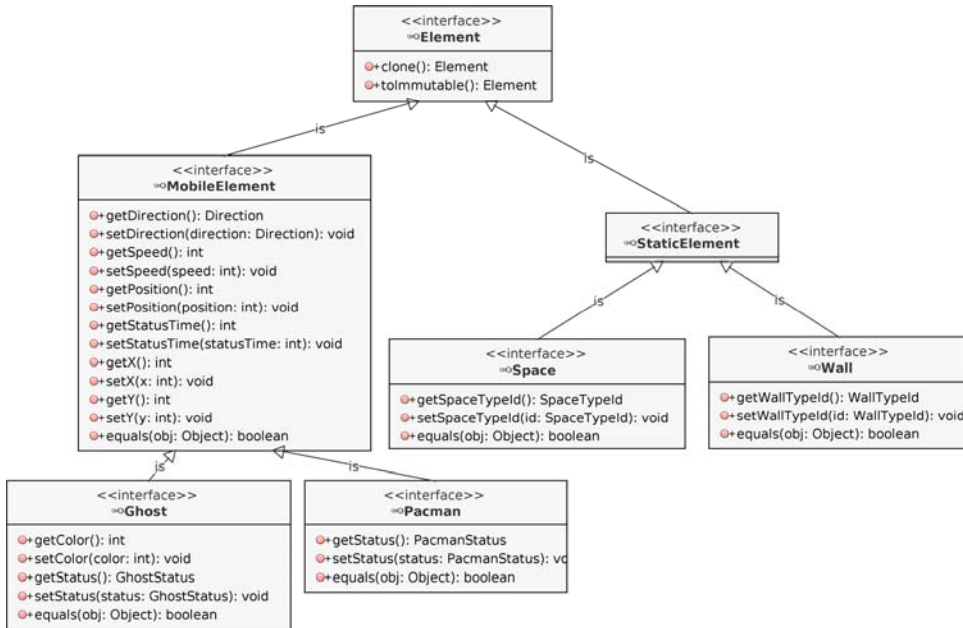 <<interface>>
Element
+clone(): Element
+toImmutable(): Element
is
is
<<interface>>
MobileElement
+getDirection(): Direction
+setDirection(direction: Direction): void
+getSpeed(): int
+setSpeed(speed: int): void
+getPosition(): int
+setPosition(position: int): void
+getStatusTime(): int
+setStatusTime(statusTime: int): void
+getX(): int
+setX(x: int): void
+getY(): int
+setY(y: int): void
+equals(obj: Object): boolean
<<interface>>
StaticElement
is
is
<<interface>>
Space
+getSpaceTypeId(): SpaceTypeId
+setSpaceTypeId(id: SpaceTypeId): void
+equals(obj: Object): boolean
<<interface>>
Wall
+getWallTypeId(): WallTypeId
+setWallTypeId(id: WallTypeId): void
+equals(obj: Object): boolean
is
is
<<interface>>
Ghost
+getColor(): int
+setColor(color: int): void
+getStatus(): GhostStatus
+setStatus(status: GhostStatus): void
+equals(obj: Object): boolean
<<interface>>
Pacman
+getStatus(): PacmanStatus
+setStatus(status: PacmanStatus): vo
+equals(obj: Object): boolean